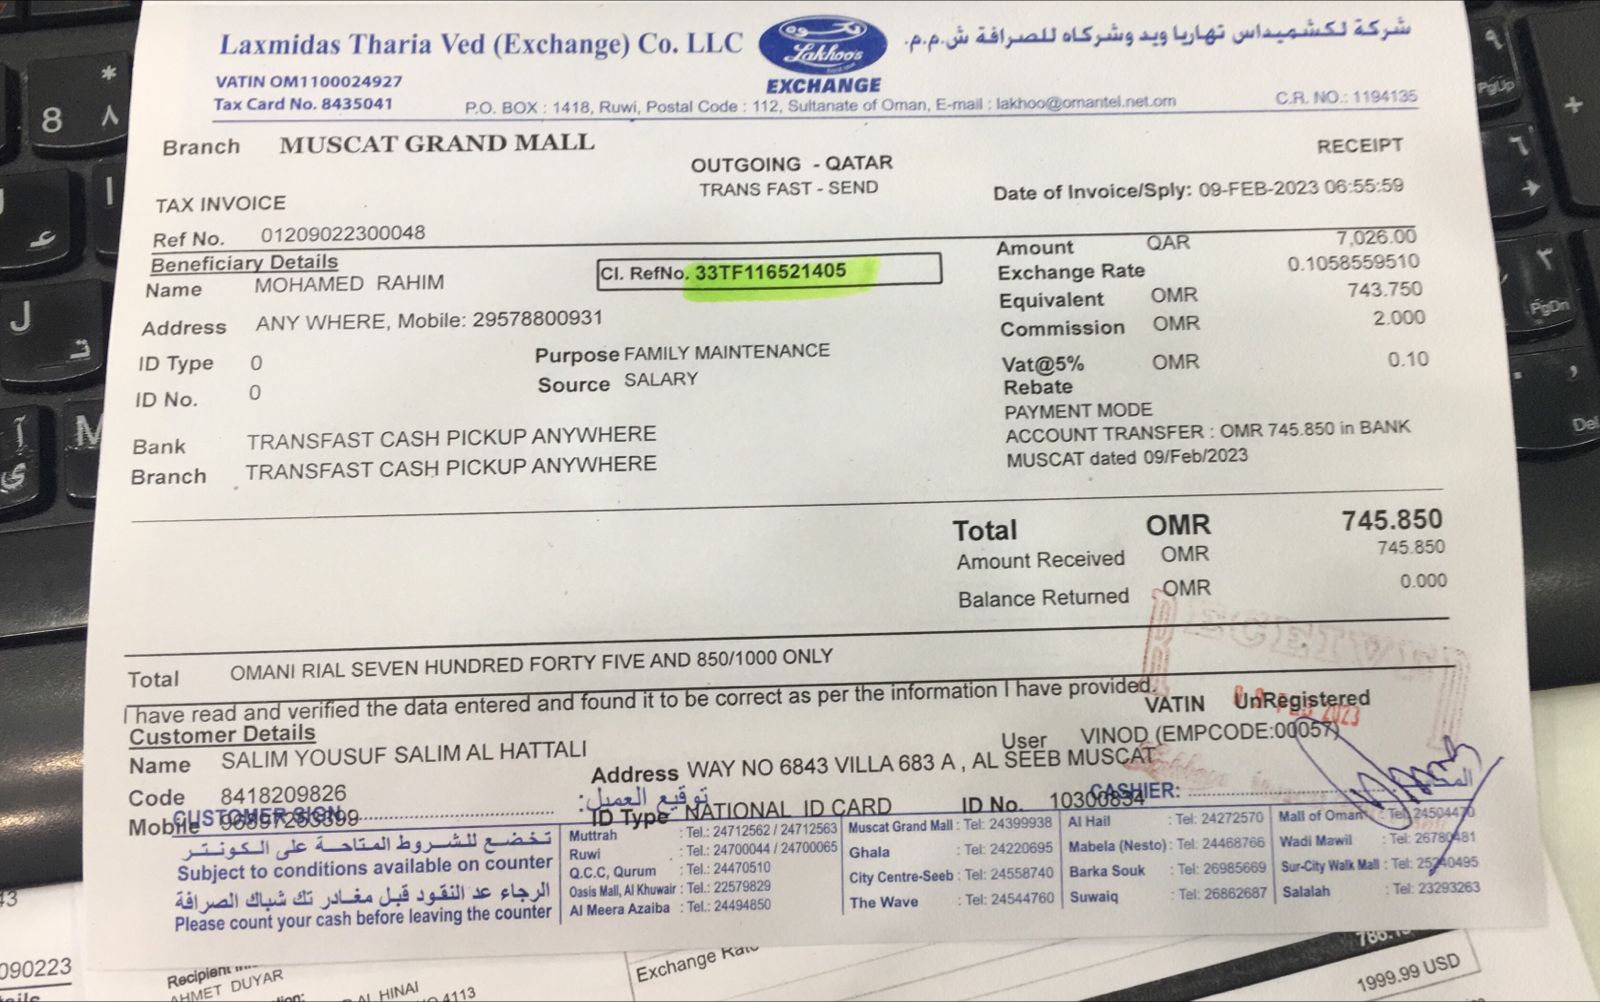 Laxmidas Tharia Ved (Exchange) Co. LLC
Lakhoo's
EXCHANGE
شركة لكشميداس تهاريا ويد وشركاه للصرافة ش.م.م.
VATIN OM1100024927
Tax Card No. 8435041
P.O. BOX : 1418, Ruwi, Postal Code : 112, Sultanate of Oman, E-mail : lakhoo@omantel.net.om
C.R. NO.: 1194135
Branch MUSCAT GRAND MALL
OUTGOING - QATAR
RECEIPT
TRANS FAST - SEND
Date of Invoice/Sply: 09-FEB-2023 06:55:59
TAX INVOICE
Ref No. 01209022300048
Beneficiary Details
Name MOHAMED RAHIM
Cl. RefNo. 33TF116521405
Address ANY WHERE, Mobile: 29578800931
ID Type 0
Purpose FAMILY MAINTENANCE
ID No. 0
Source SALARY
Bank TRANSFAST CASH PICKUP ANYWHERE
Branch TRANSFAST CASH PICKUP ANYWHERE
Amount QAR 7,026.00
Exchange Rate 0.1058559510
Equivalent OMR 743.750
Commission OMR 2.000
Vat@5% OMR 0.10
Rebate
PAYMENT MODE
ACCOUNT TRANSFER : OMR 745.850 in BANK
MUSCAT dated 09/Feb/2023
Total OMR 745.850
Amount Received OMR 745.850
Balance Returned OMR 0.000
Total OMANI RIAL SEVEN HUNDRED FORTY FIVE AND 850/1000 ONLY
I have read and verified the data entered and found it to be correct as per the information I have provided.
VATIN UnRegistered
Customer Details
Name SALIM YOUSUF SALIM AL HATTALI
User VINOD (EMPCODE:00057)
Address WAY NO 6843 VILLA 683 A , AL SEEB MUSCAT
Code 8418209826
توقيع العميل:
CASHIER:
ID Type NATIONAL ID CARD
ID No. 10300834
Mobile
CUSTOMER SIGN
تخضع للشروط المتاحة على الكونتر
Subject to conditions available on counter
الرجاء عد النقود قبل مغادرتك شباك الصرافة
Please count your cash before leaving the counter
Muttrah : Tel.: 24712562 / 24712563
Ruwi : Tel.: 24700044 / 24700065
Q.C.C, Qurum : Tel.: 24470510
Oasis Mall, Al Khuwair : Tel.: 22579829
Al Meera Azaiba : Tel.: 24494850
Muscat Grand Mall : Tel: 24399938
Ghala : Tel: 24220695
City Centre-Seeb : Tel: 24558740
The Wave : Tel: 24544760
Al Hail : Tel: 24272570
Mabela (Nesto) : Tel: 24468766
Barka Souk : Tel: 26985669
Suwaiq : Tel: 26862687
Mall of Oman : Tel: 24504470
Wadi Mawil : Tel: 26780481
Sur-City Walk Mall : Tel: 25240495
Salalah : Tel: 23293263
090223
AHMET DUYAR
AL HINAI
4113
Exchange
1999.99 USD
8
*
٨
J
M
PgUp
PgDn
Del
+